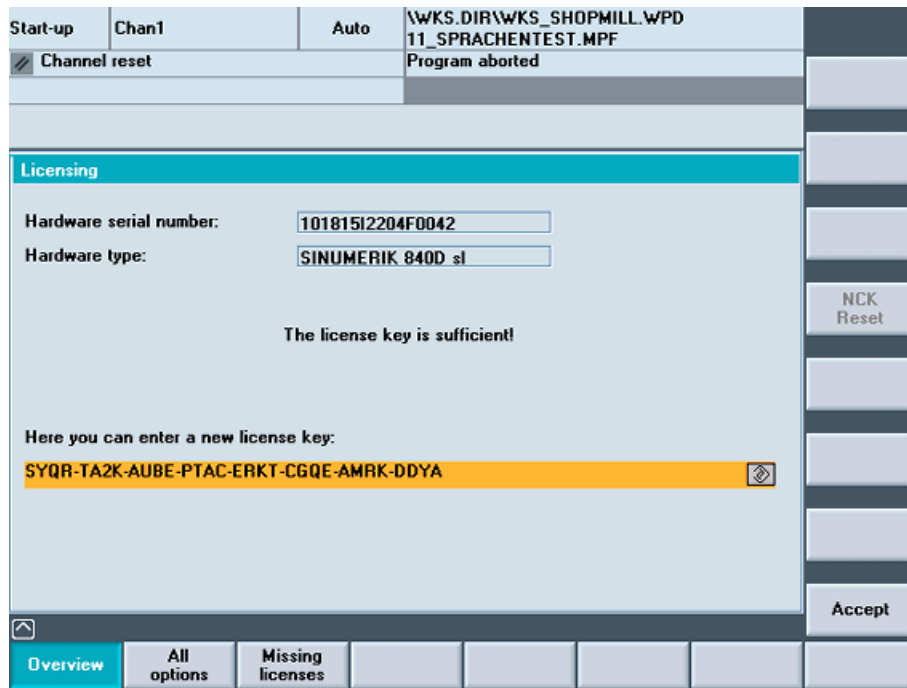 Start-up Chan1 Auto \WKS.DIR\WKS_SHOPMILL.WPD
11_SPRACHENTEST.MPF
Channel reset Program aborted
Licensing
Hardware serial number: 101815I2204F0042
Hardware type: SINUMERIK 840D sl
NCK
Reset
The license key is sufficient!
Here you can enter a new license key:
SYQR-TA2K-AUBE-PTAC-ERKT-CGQE-AMRK-DDYA
Accept
Overview
All
options
Missing
licenses